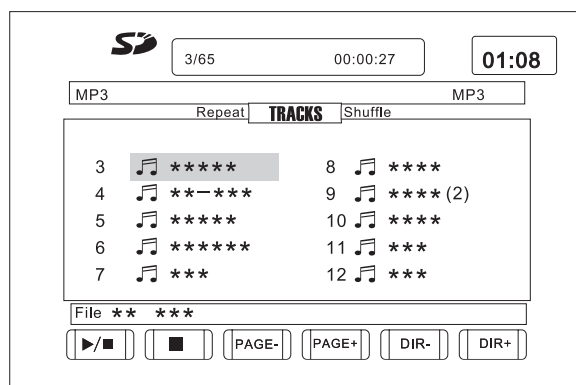 SD
3/65 00:00:27
01:08
MP3 MP3
Repeat TRACKS Shuffle
3 ***** 8 ****
4 **-*** 9 ****(2)
5 ***** 10 ****
6 ****** 11 ***
7 *** 12 ***
File ** ***
▶/■ ■ PAGE- PAGE+ DIR- DIR+